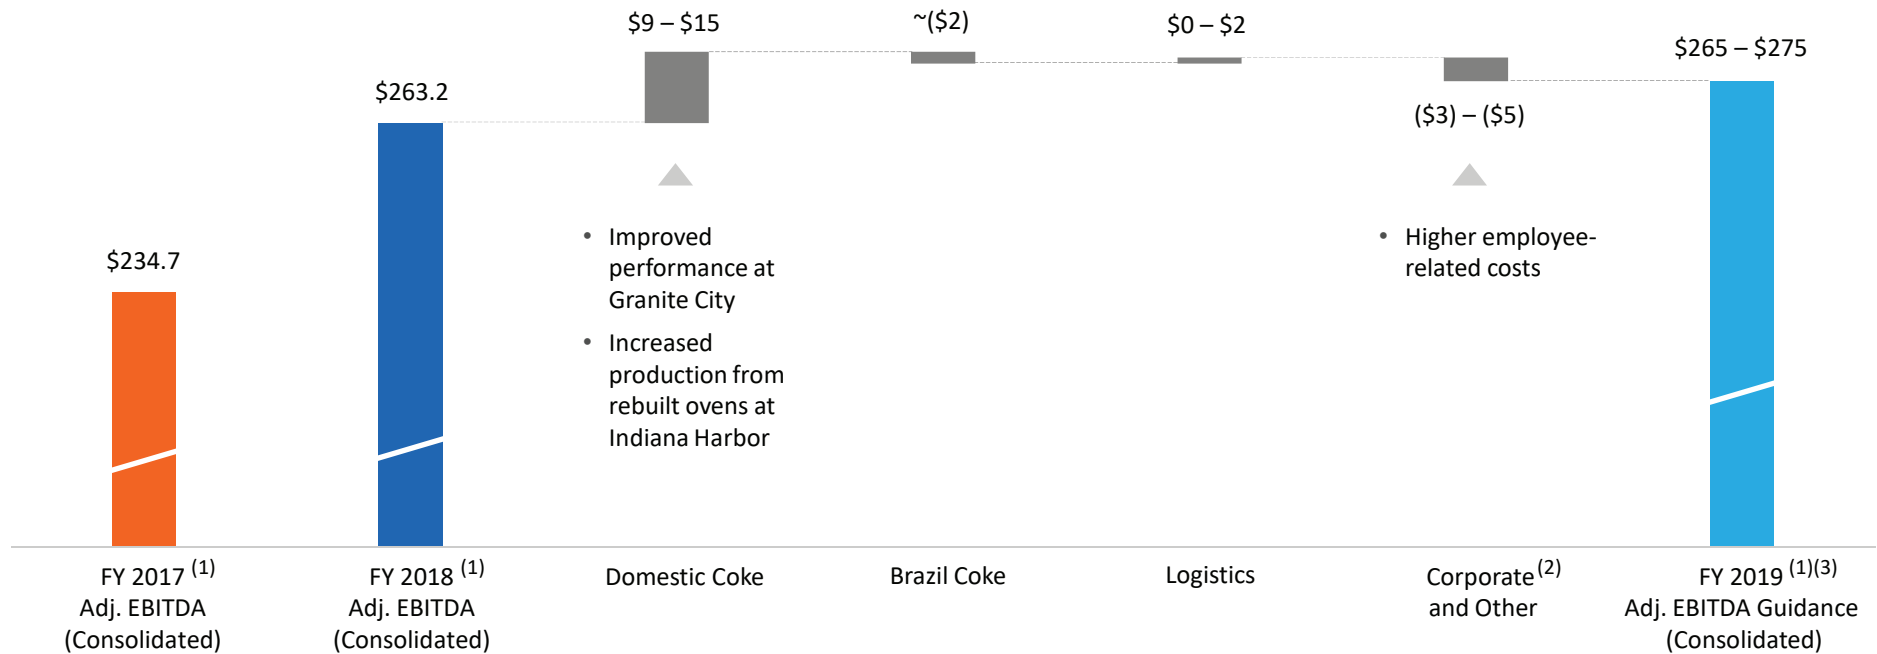 $9 – $15
~($2)
$0 – $2
$265 – $275
$263.2
($3) – ($5)
$234.7
• Improved
performance at
Granite City
• Increased
production from
rebuilt ovens at
Indiana Harbor
• Higher employee-
related costs
FY 2017 (1)
Adj. EBITDA
(Consolidated)
FY 2018 (1)
Adj. EBITDA
(Consolidated)
Domestic Coke
Brazil Coke
Logistics
Corporate (2)
and Other
FY 2019 (1)(3)
Adj. EBITDA Guidance
(Consolidated)